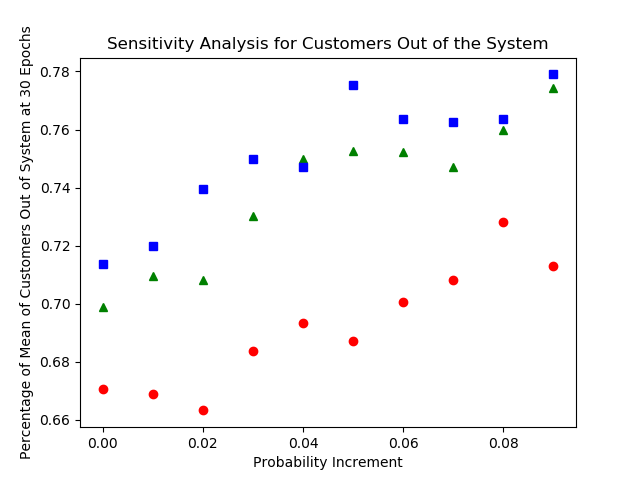 Sensitivity Analysis for Customers Out of the System
Percentage of Mean of Customers Out of System at 30 Epochs
0.78
0.76
0.74
0.72
0.70
0.68
0.66
0.00 0.02 0.04 0.06 0.08
Probability Increment